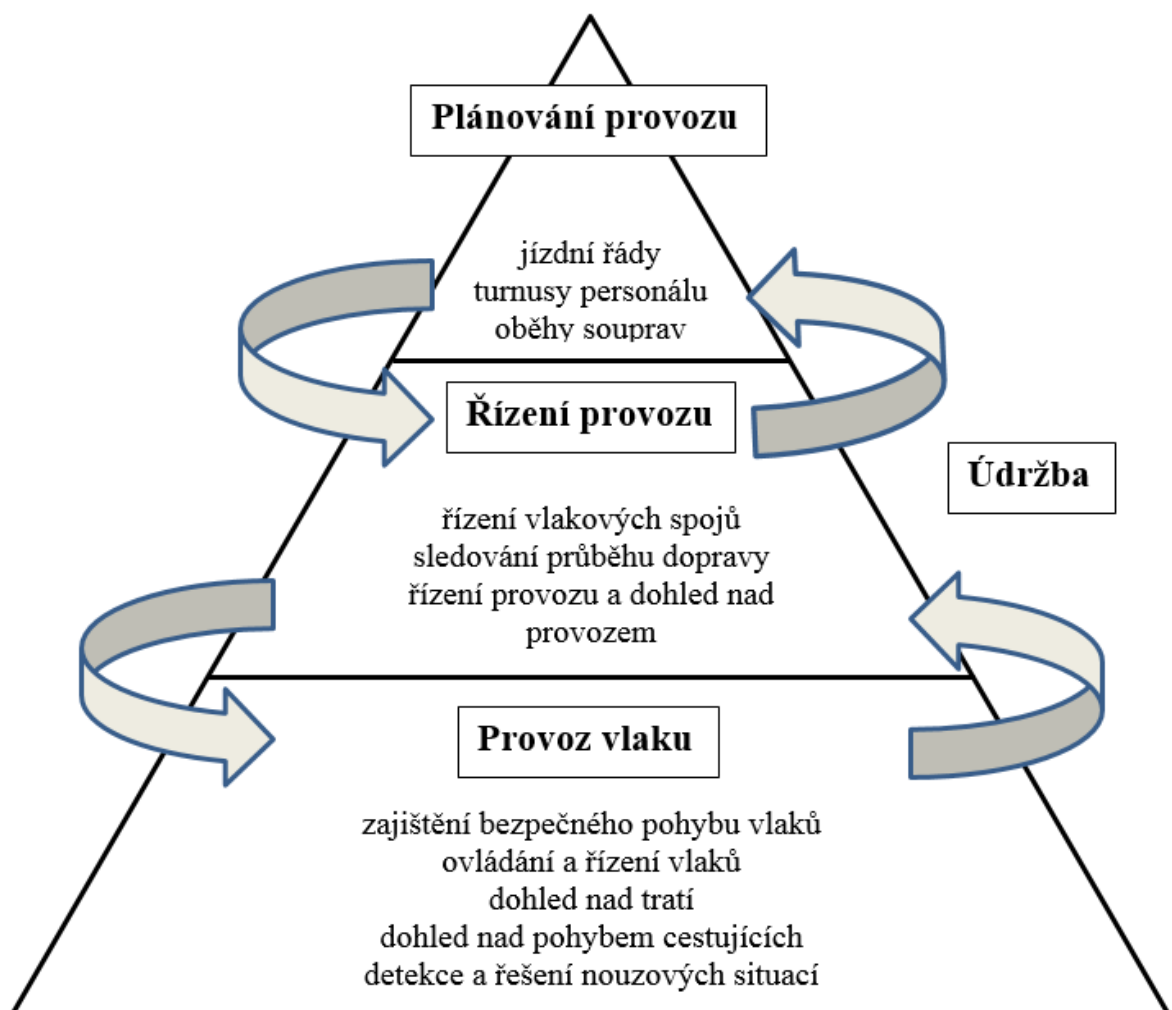 Plánování provozu
jízdní řády
turnusy personálu
oběhy souprav
Řízení provozu
Údržba
řízení vlakových spojů
sledování průběhu dopravy
řízení provozu a dohled nad
provozem
Provoz vlaku
zajištění bezpečného pohybu vlaků
ovládání a řízení vlaků
dohled nad tratí
dohled nad pohybem cestujících
detekce a řešení nouzových situací